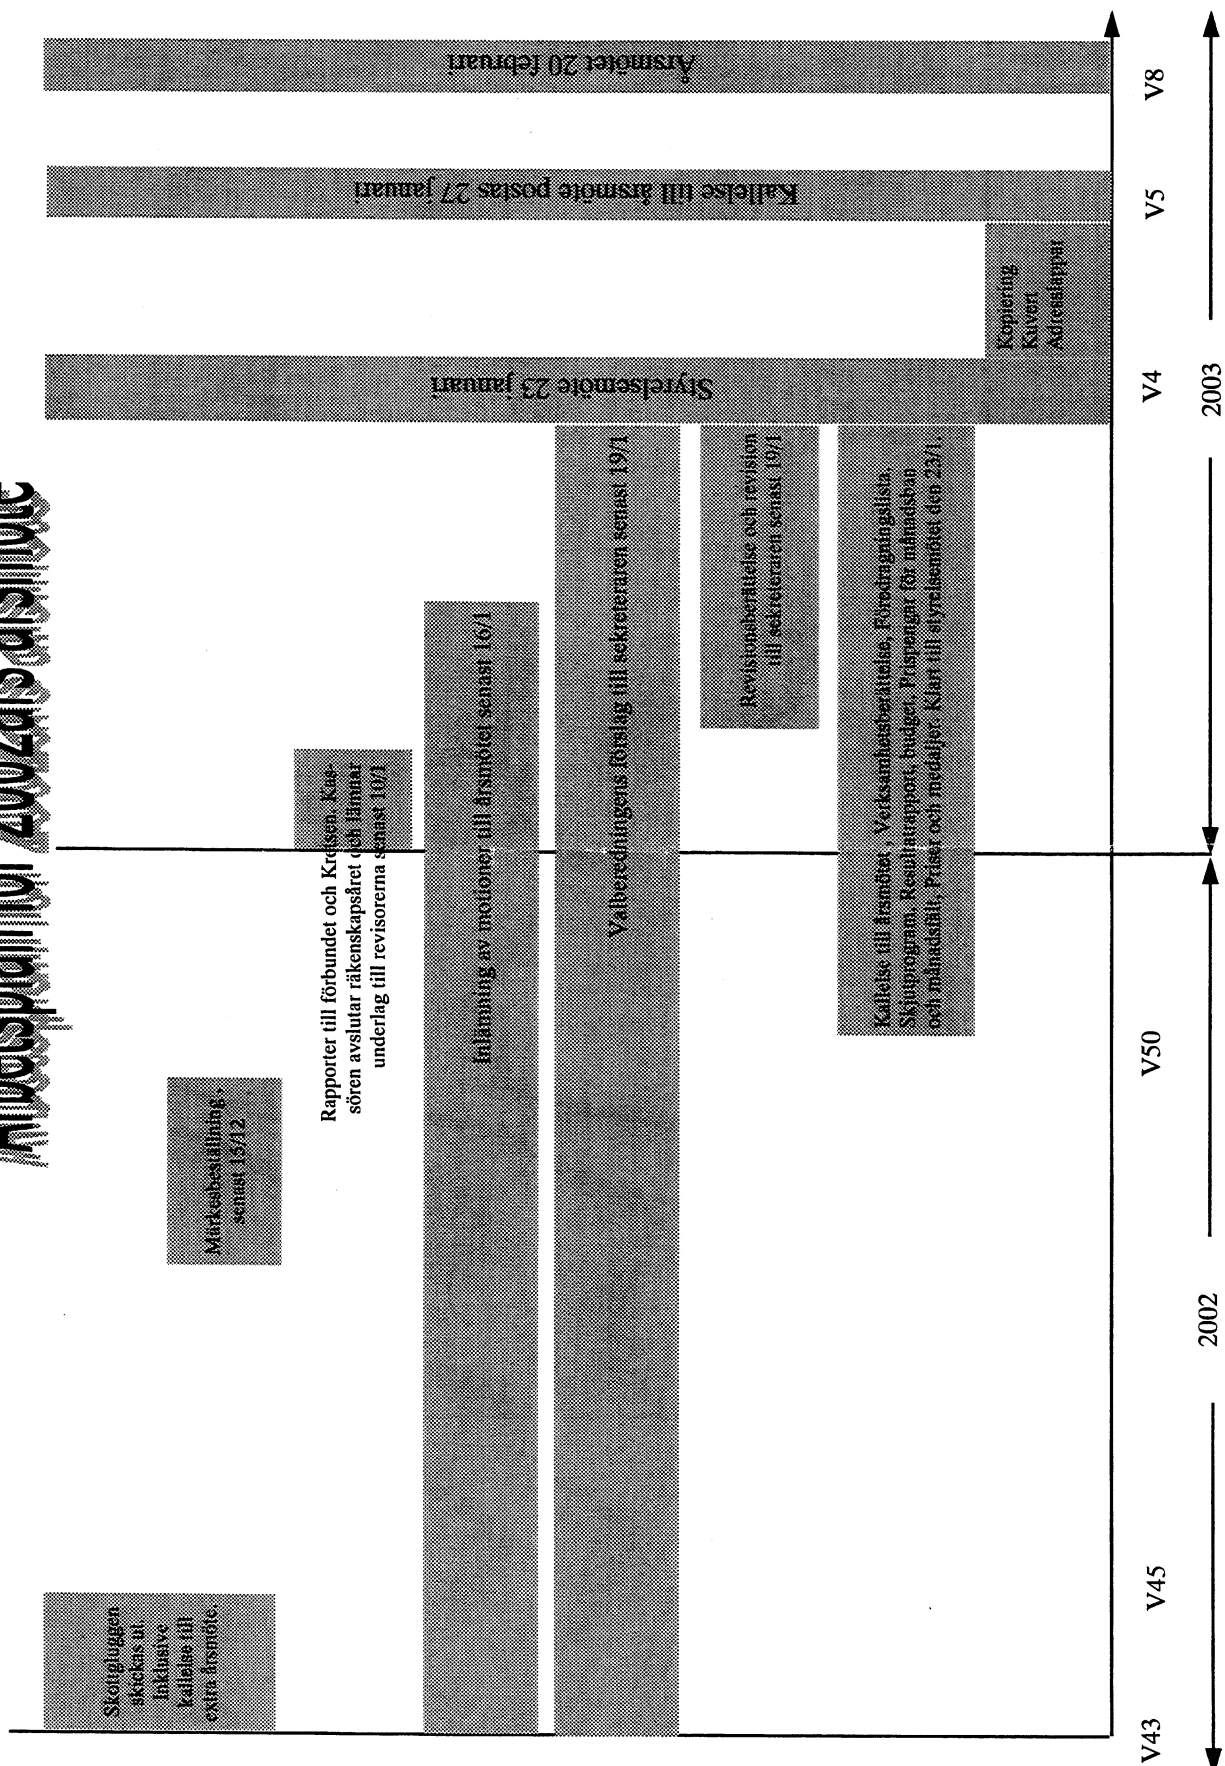 Arbetsplan för 2002års årsmöte
Skottgluggen
skickas ut.
Inklusive
kallelse till
extra årsmöte.
Märkesbeställning,
senast 15/12
Rapporter till förbundet och Kretsen. Kas-
sören avslutar räkenskapsåret och lämnar
underlag till revisorerna senast 10/1
Inlämning av motioner till årsmötet senast 16/1
Valberedningens förslag till sekreteraren senast 19/1
Revisionsberättelse och revision
till sekreteraren senast 19/1
Kallelse till årsmötet , Verksamhetsberättelse, Föredragningslista,
Skjutprogram, Resultatrapport, budget, Prispengar för månadsban
och månadsfält, Priser och medaljer. Klart till styrelsemötet den 23/1.
Styrelsemöte 23 januari
Kopiering
Kuvert
Adresslappar
Kallelse till årsmöte postas 27 januari
Årsmötet 20 februari
V43
V45
V50
V4
V5
V8
2002
2003